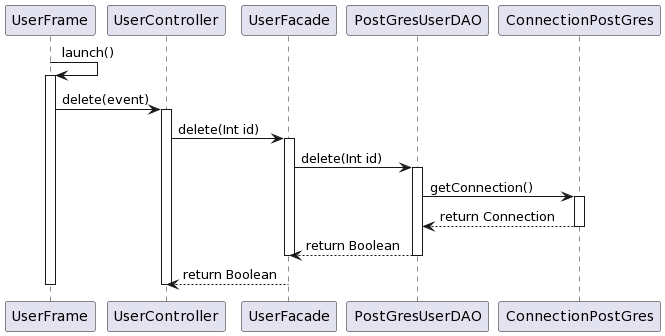 UserFrame UserController UserFacade PostGresUserDAO ConnectionPostGres
launch()
delete(event)
delete(Int id)
delete(Int id)
getConnection()
return Connection
return Boolean
return Boolean
UserFrame UserController UserFacade PostGresUserDAO ConnectionPostGres